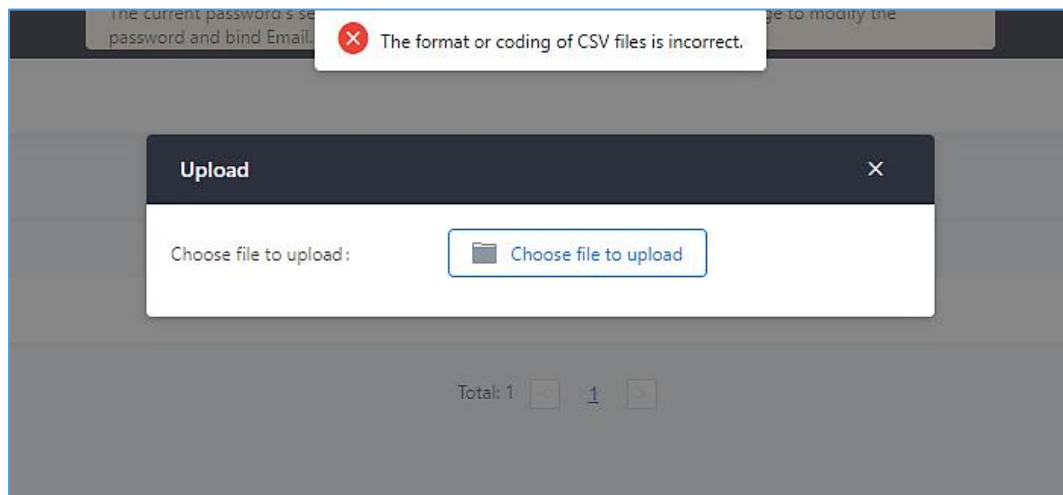 The current password's se
ge to modify the
password and bind Email.
The format or coding of CSV files is incorrect.
Upload
Choose file to upload:
Choose file to upload
Total: 1 < 1 >